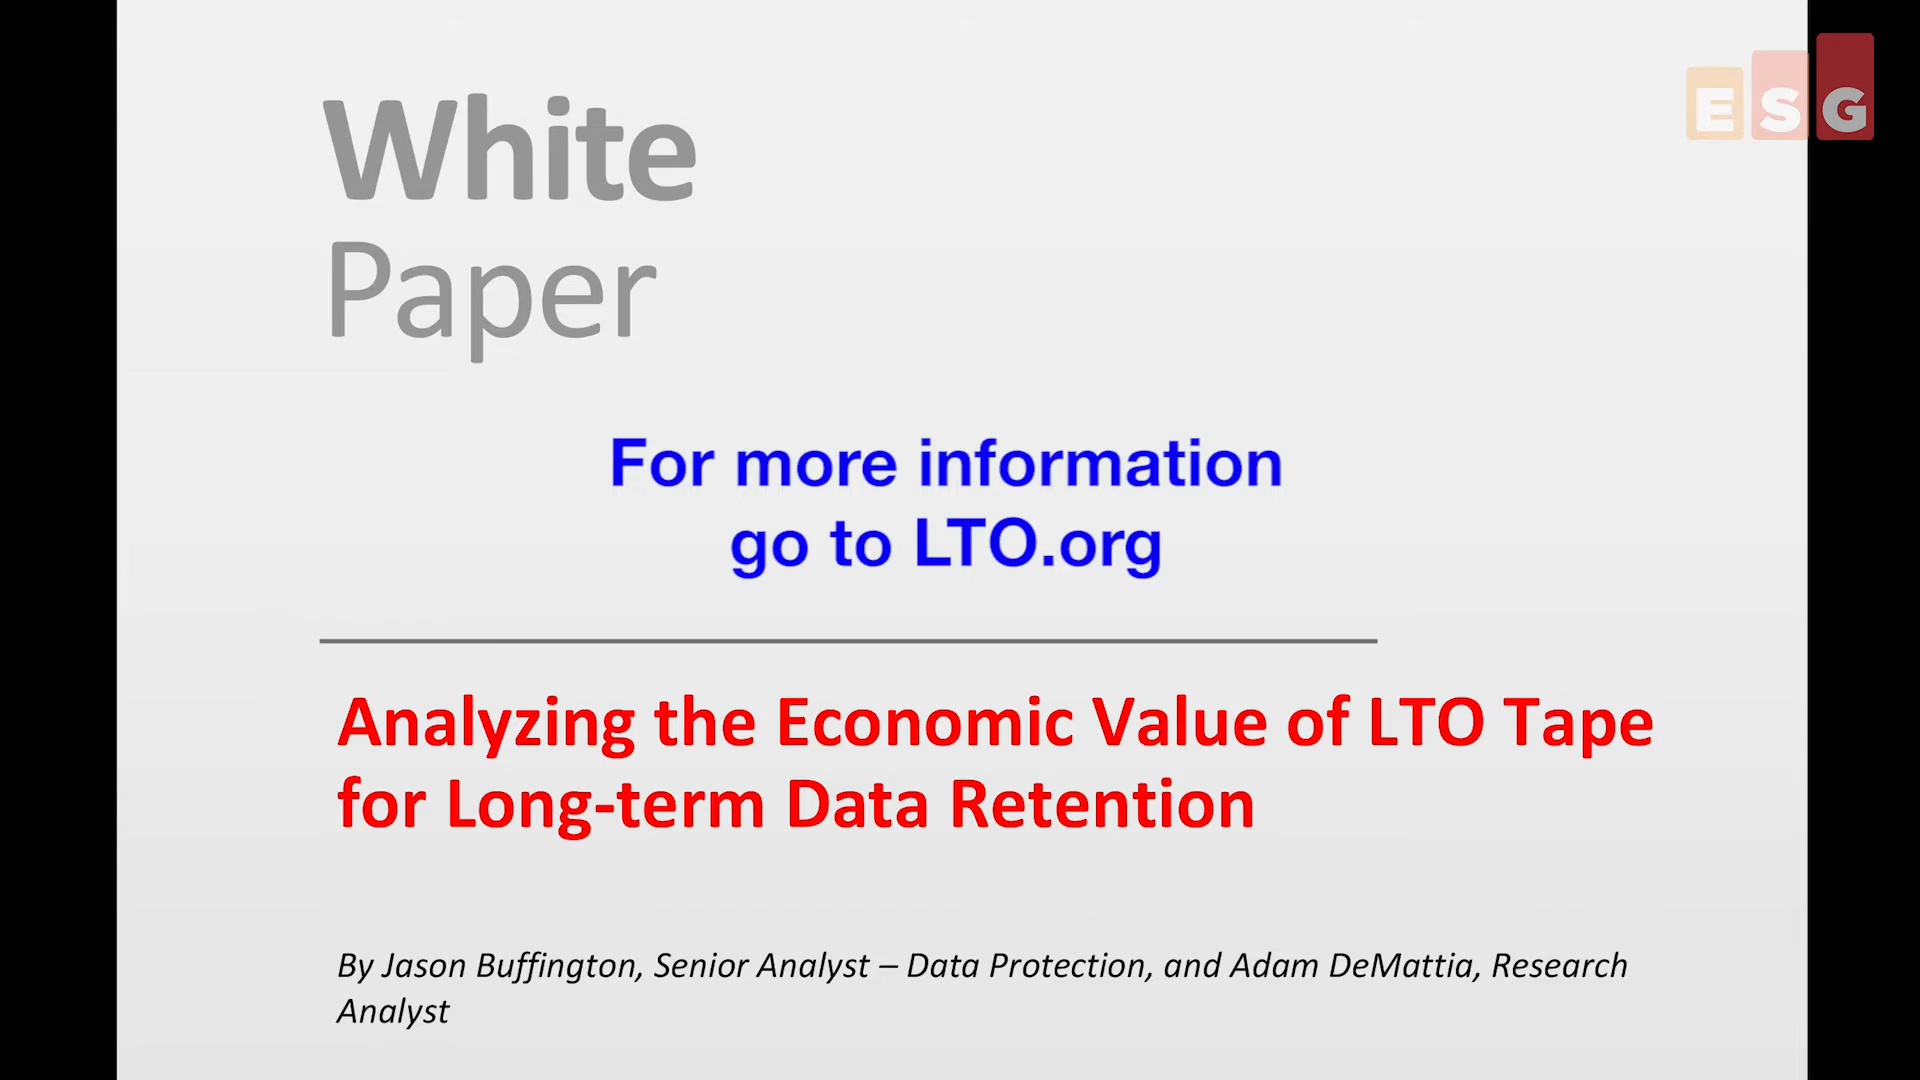 White
Paper
ESG
For more information
go to LTO.org
Analyzing the Economic Value of LTO Tape
for Long-term Data Retention
By Jason Buffington, Senior Analyst – Data Protection, and Adam DeMattia, Research
Analyst